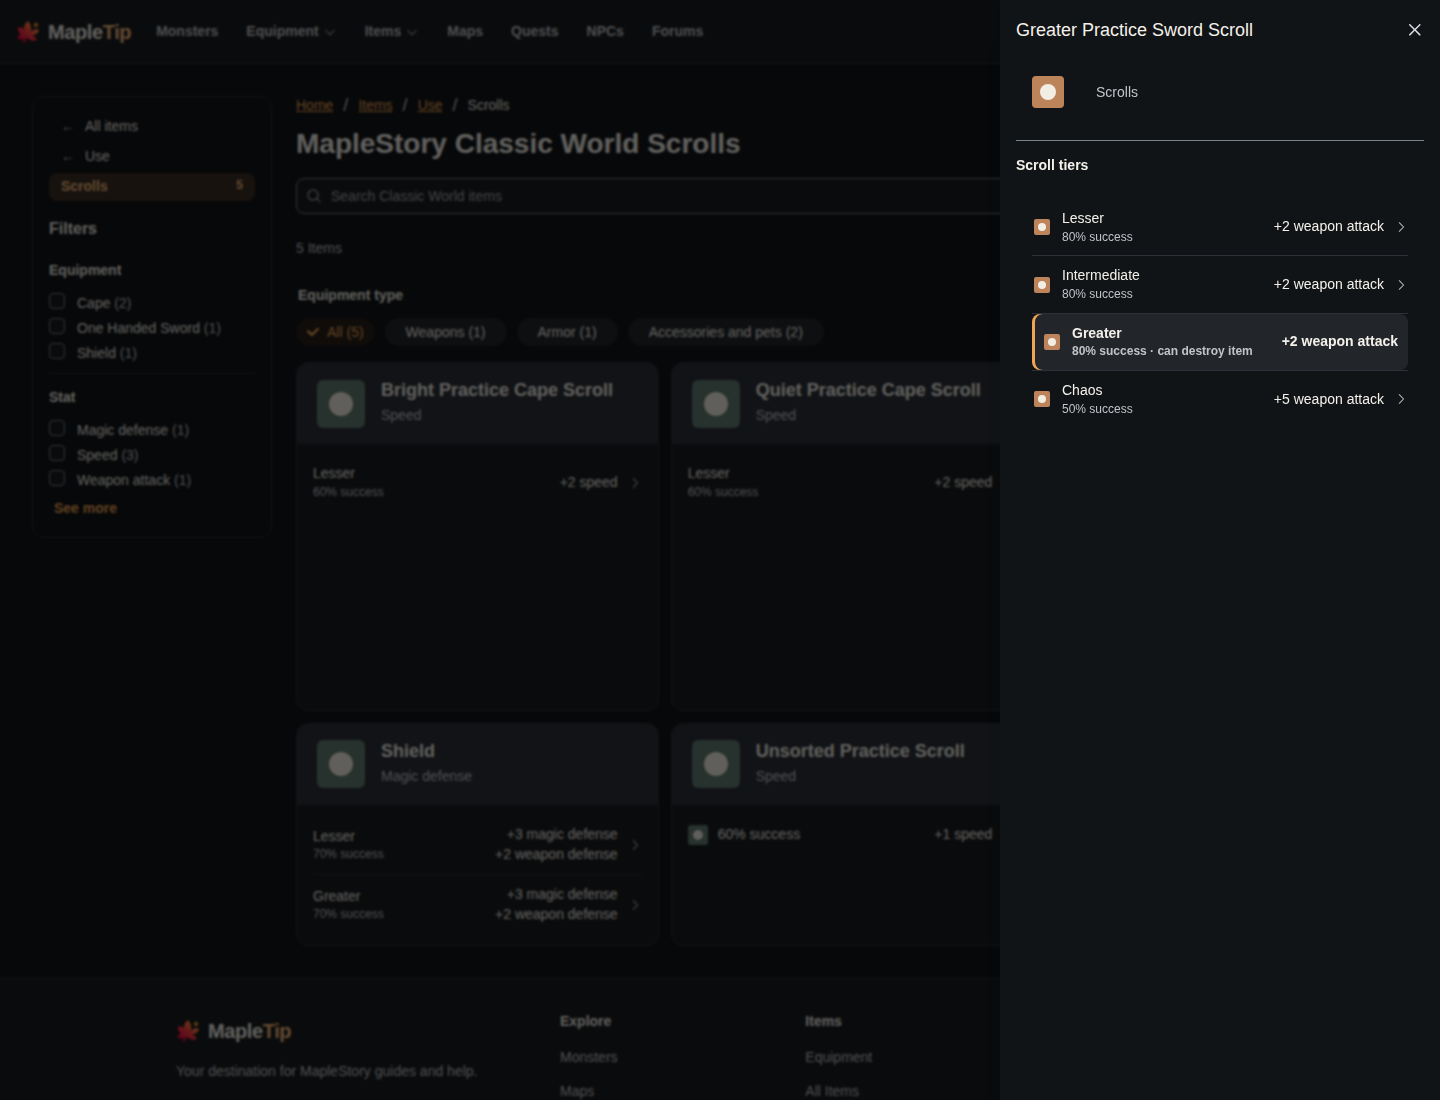 MapleTip
Monsters
Equipment
Items
Maps
Quests
NPCs
Forums
← All items
← Use
Scrolls 5
Filters
Equipment
Cape (2)
One Handed Sword (1)
Shield (1)
Stat
Magic defense (1)
Speed (3)
Weapon attack (1)
See more
Home / Items / Use / Scrolls
MapleStory Classic World Scrolls
Search Classic World items
5 Items
Equipment type
All (5)
Weapons (1)
Armor (1)
Accessories and pets (2)
Bright Practice Cape Scroll
Speed
Lesser
60% success
+2 speed
Quiet Practice Cape Scroll
Speed
Lesser
60% success
+2 speed
Shield
Magic defense
Lesser
70% success
+3 magic defense
+2 weapon defense
Greater
70% success
+3 magic defense
+2 weapon defense
Unsorted Practice Scroll
Speed
60% success
+1 speed
MapleTip
Your destination for MapleStory guides and help.
Explore
Monsters
Maps
Items
Equipment
All Items
Greater Practice Sword Scroll
Scrolls
Scroll tiers
Lesser
80% success
+2 weapon attack
Intermediate
80% success
+2 weapon attack
Greater
80% success · can destroy item
+2 weapon attack
Chaos
50% success
+5 weapon attack